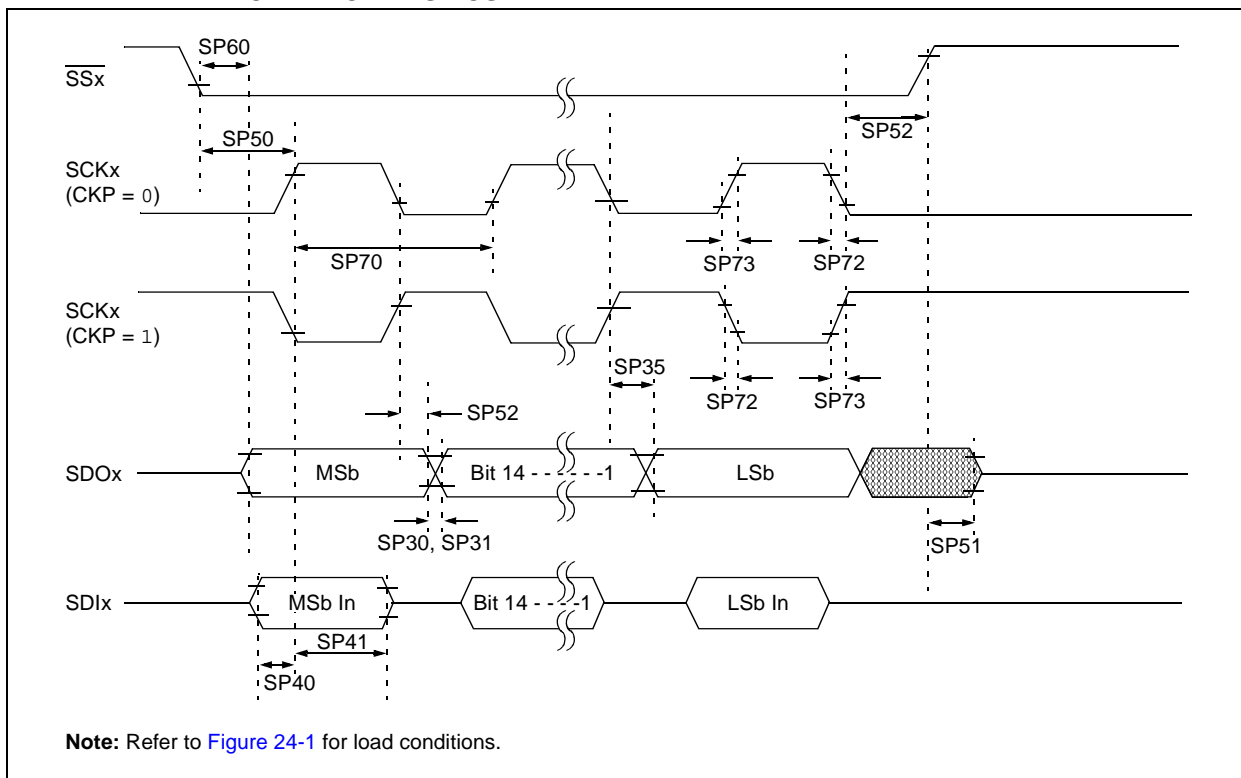 SP60
SSx
SP50
SP52
SCKx
(CKP = 0)
SP70
SP73
SP72
SCKx
(CKP = 1)
SP35
SP72
SP73
SP52
SDOx
MSb
Bit 14 - - - - - - -1
LSb
SP30, SP31
SP51
SDIx
MSb In
Bit 14 - - - -1
LSb In
SP41
SP40
Note: Refer to Figure 24-1 for load conditions.